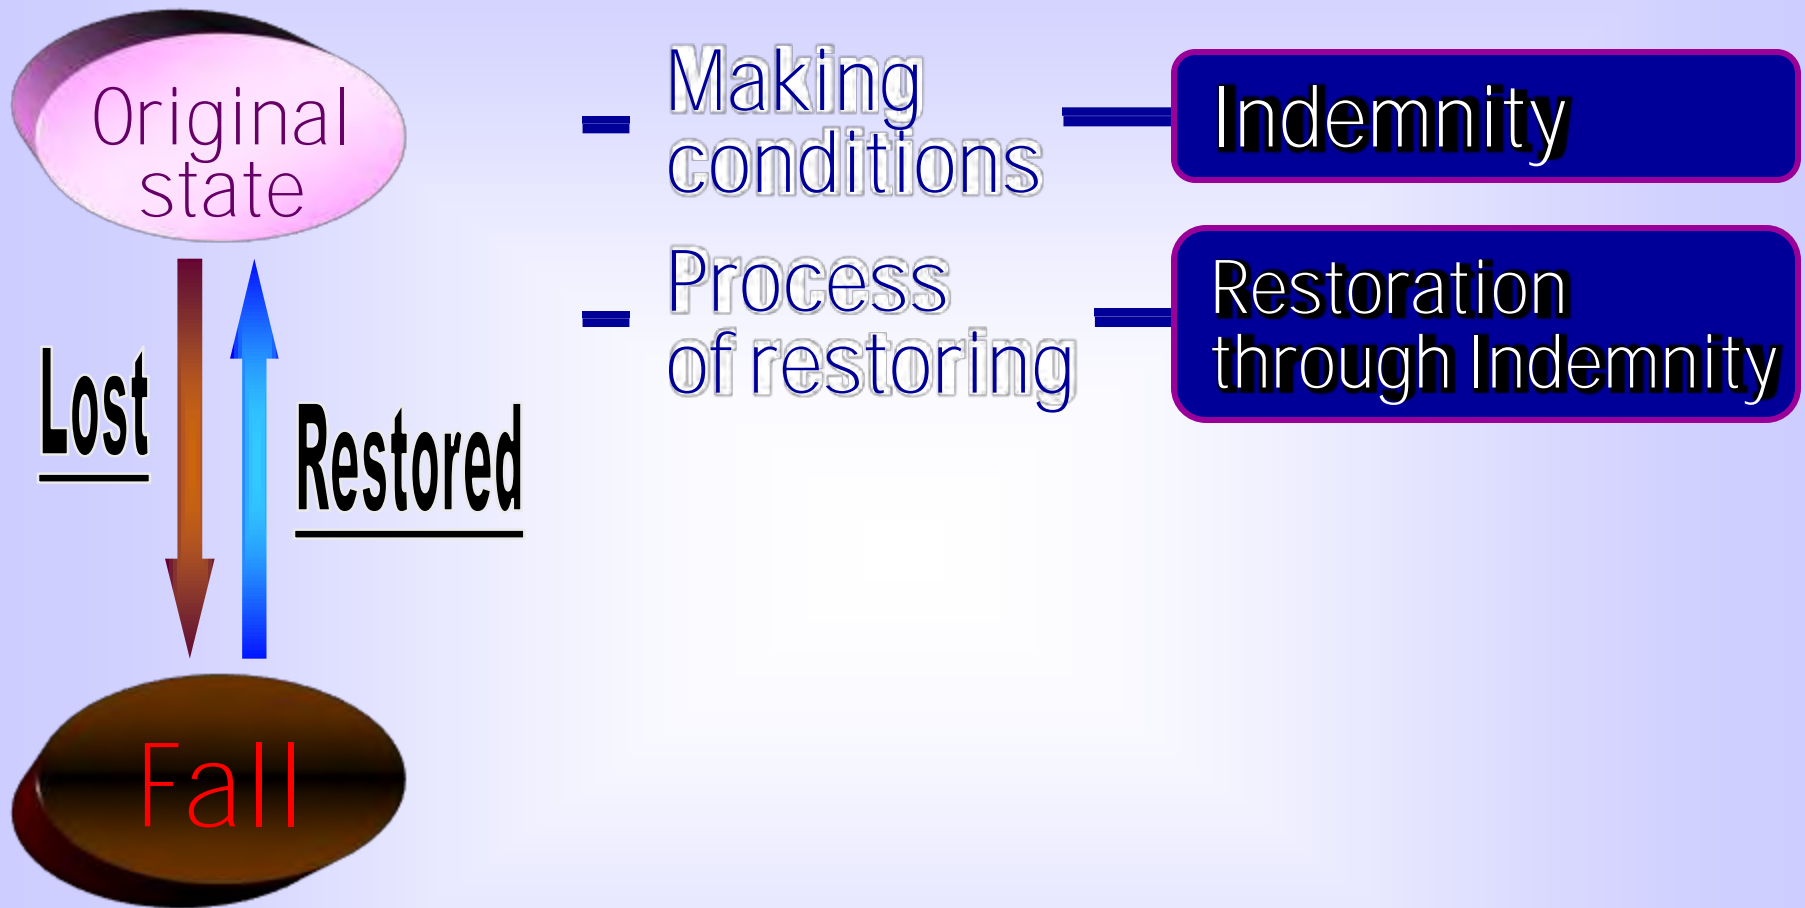 Original
state
Lost
Restored
Fall
- Making
conditions
Indemnity
- Process
of restoring
Restoration
through Indemnity